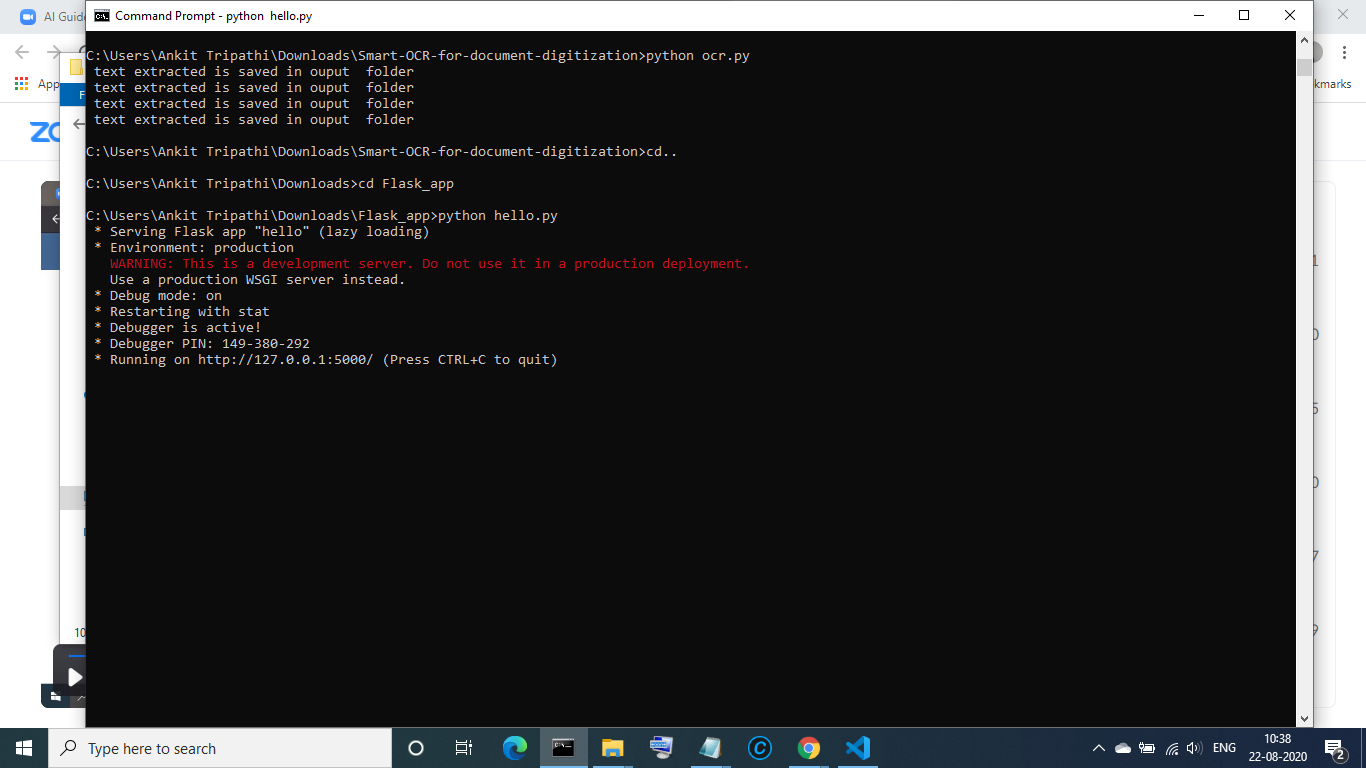 AI Guide
Command Prompt - python  hello.py
App
kmarks
C:\Users\Ankit Tripathi\Downloads\Smart-OCR-for-document-digitization>python ocr.py
text extracted is saved in ouput  folder
text extracted is saved in ouput  folder
text extracted is saved in ouput  folder
text extracted is saved in ouput  folder
C:\Users\Ankit Tripathi\Downloads\Smart-OCR-for-document-digitization>cd..
C:\Users\Ankit Tripathi\Downloads>cd Flask_app
C:\Users\Ankit Tripathi\Downloads\Flask_app>python hello.py
* Serving Flask app "hello" (lazy loading)
* Environment: production
WARNING: This is a development server. Do not use it in a production deployment.
Use a production WSGI server instead.
* Debug mode: on
* Restarting with stat
* Debugger is active!
* Debugger PIN: 149-380-292
* Running on http://127.0.0.1:5000/ (Press CTRL+C to quit)
10
Type here to search
ENG
10:38
22-08-2020
2